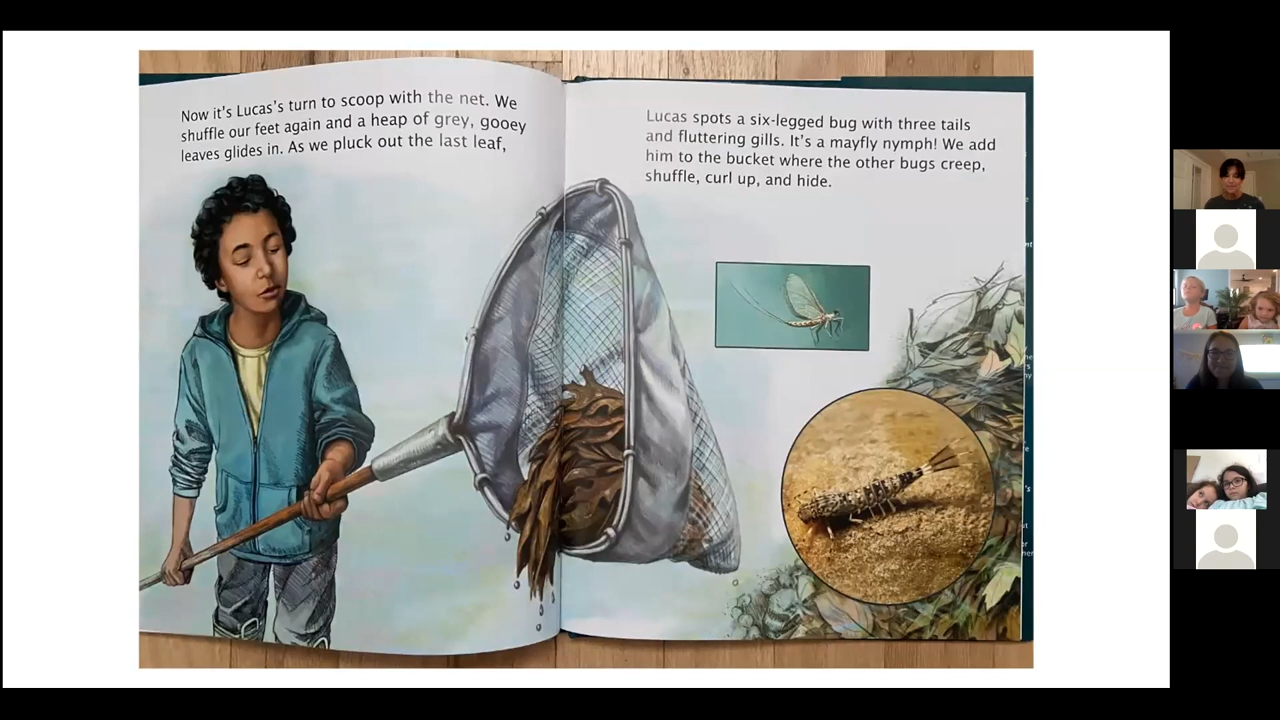 Now it's Lucas's turn to scoop with the net. We
shuffle our feet again and a heap of grey, gooey
leaves glides in. As we pluck out the last leaf,
Lucas spots a six-legged bug with three tails
and fluttering gills. It's a mayfly nymph! We add
him to the bucket where the other bugs creep,
shuffle, curl up, and hide.